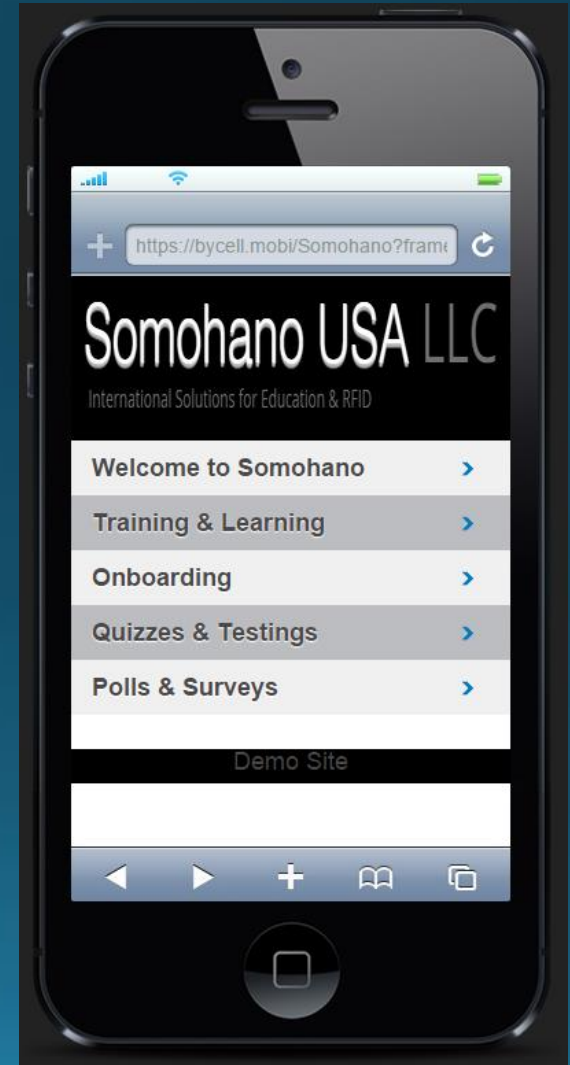 https://bycell.mobi/Somohano?frame
Somohano USA LLC
International Solutions for Education & RFID
Welcome to Somohano
Training & Learning
Onboarding
Quizzes & Testings
Polls & Surveys
Demo Site